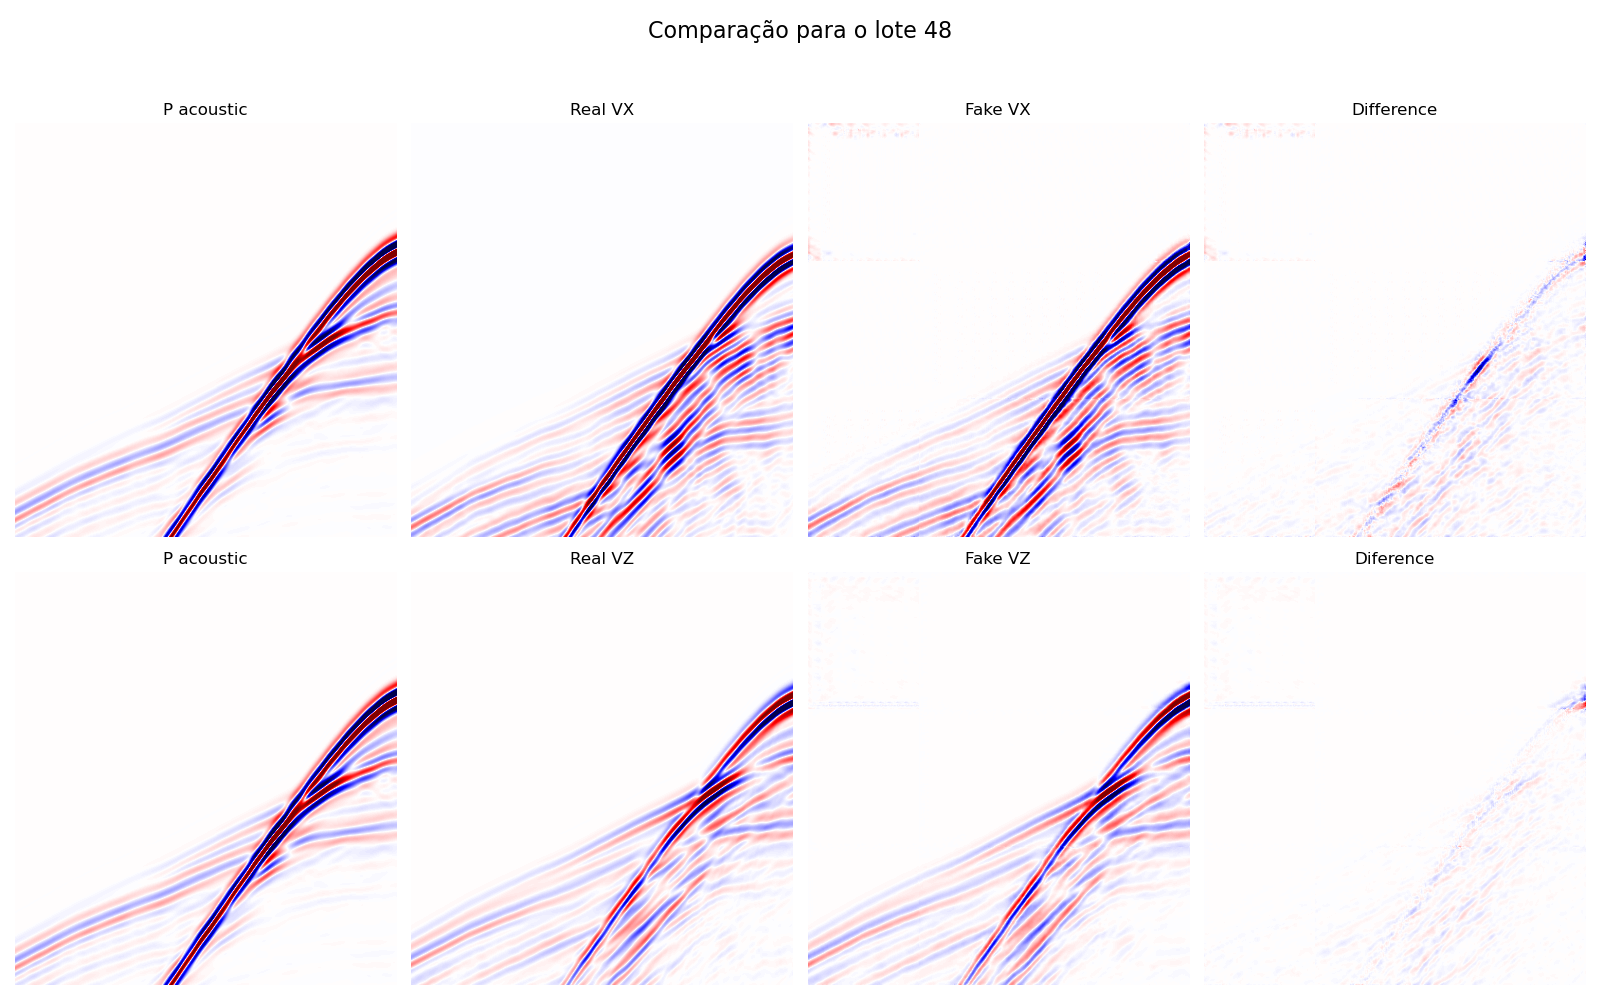 Comparação para o lote 48
P acoustic
Real VX
Fake VX
Difference
P acoustic
Real VZ
Fake VZ
Diference